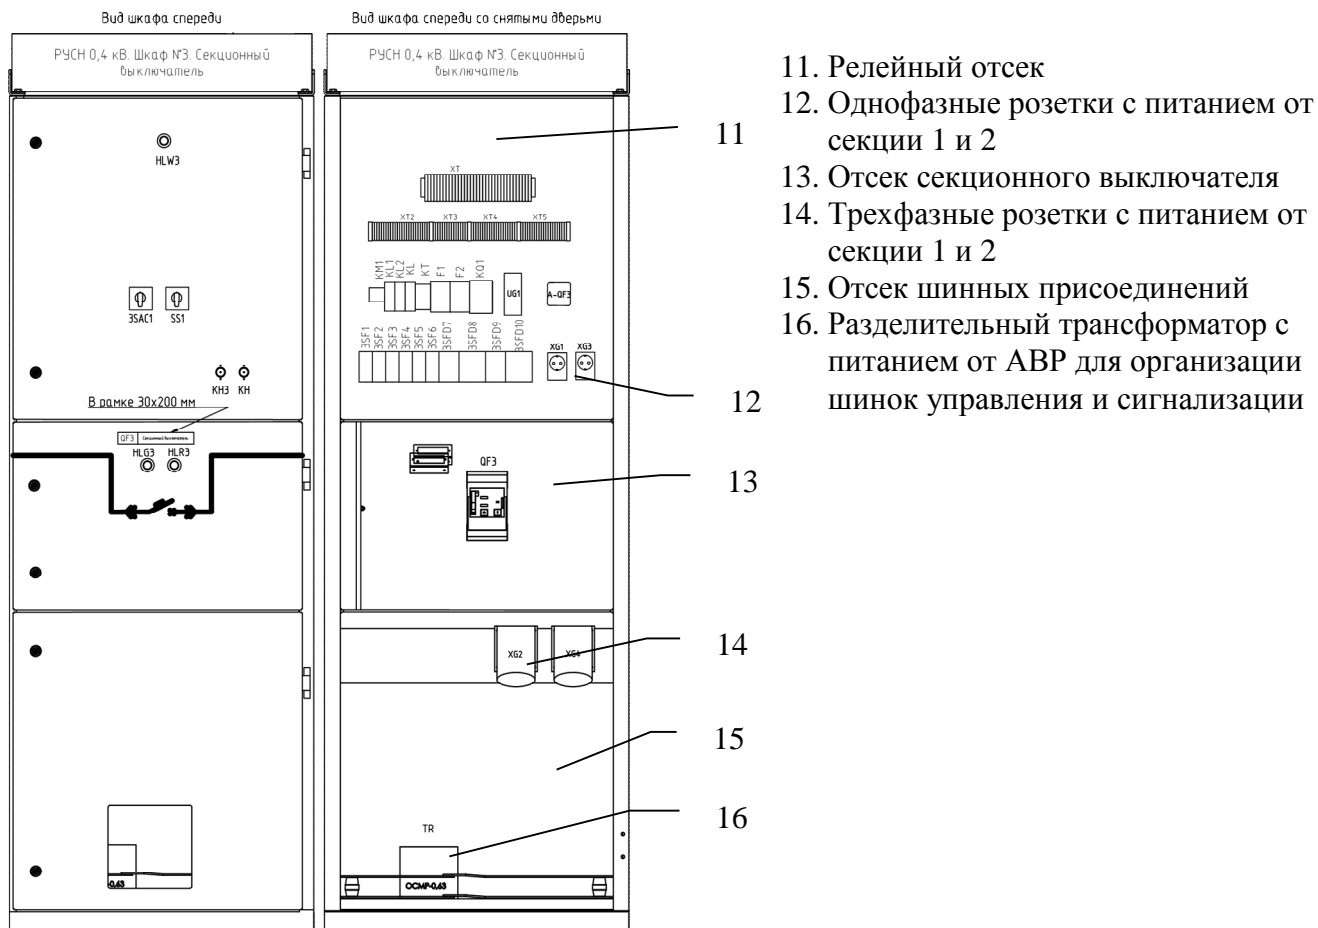 Вид шкафа спереди
РУСН 0,4 кВ. Шкаф №3. Секционный
выключатель
HLW3
3SAC1 SS1
KH3 KH
В рамке 30х200 мм
QF3 Секционный выключатель
HLG3 HLR3
-0,63
Вид шкафа спереди со снятыми дверьми
РУСН 0,4 кВ. Шкаф №3. Секционный
выключатель
XT
XT2 XT3 XT4 XT5
KM1 KL1 KL2 KL KT F1 F2 KQ1
UG1 A-QF3
3SF1 3SF2 3SF3 3SF4 3SF5 3SF6 3SFD7 3SFD8 3SFD9 3SFD10
XG1 XG3
QF3
XG2 XG4
TR
ОСМР-0,63
11
12
13
14
15
16
11. Релейный отсек
12. Однофазные розетки с питанием от
секции 1 и 2
13. Отсек секционного выключателя
14. Трехфазные розетки с питанием от
секции 1 и 2
15. Отсек шинных присоединений
16. Разделительный трансформатор с
питанием от АВР для организации
шинок управления и сигнализации